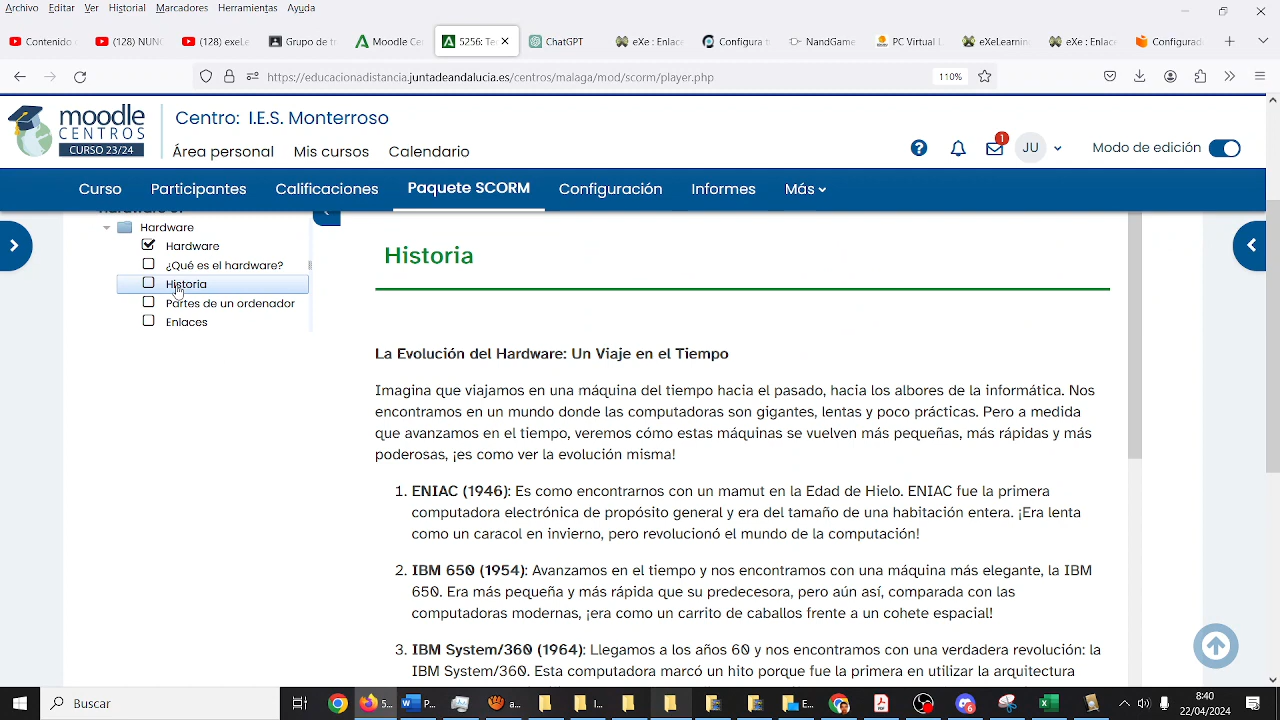 Archivo Editar Ver Historial Marcadores Herramientas Ayuda
Contenido (128) NUNC (128) exeLe Grupo de tr Moodle Ce 5256: Te ChatGPT eXe : Enlace Configura t NandGame PC Virtual L eXeLearnin eXe : Enlace Configurad
https://educacionadistancia.juntadeandalucia.es/centros/malaga/mod/scorm/player.php 110%
moodle
CENTROS
CURSO 23/24
Centro: I.E.S. Monterroso
Área personal Mis cursos Calendario
1
JU
Modo de edición
Curso Participantes Calificaciones Paquete SCORM Configuración Informes Más
Hardware
Hardware
¿Qué es el hardware?
Historia
Partes de un ordenador
Enlaces
Historia
La Evolución del Hardware: Un Viaje en el Tiempo
Imagina que viajamos en una máquina del tiempo hacia el pasado, hacia los albores de la informática. Nos
encontramos en un mundo donde las computadoras son gigantes, lentas y poco prácticas. Pero a medida
que avanzamos en el tiempo, veremos cómo estas máquinas se vuelven más pequeñas, más rápidas y más
poderosas, ¡es como ver la evolución misma!
1. ENIAC (1946): Es como encontrarnos con un mamut en la Edad de Hielo. ENIAC fue la primera
computadora electrónica de propósito general y era del tamaño de una habitación entera. ¡Era lenta
como un caracol en invierno, pero revolucionó el mundo de la computación!
2. IBM 650 (1954): Avanzamos en el tiempo y nos encontramos con una máquina más elegante, la IBM
650. Era más pequeña y más rápida que su predecesora, pero aún así, comparada con las
computadoras modernas, ¡era como un carrito de caballos frente a un cohete espacial!
3. IBM System/360 (1964): Llegamos a los años 60 y nos encontramos con una verdadera revolución: la
IBM System/360. Esta computadora marcó un hito porque fue la primera en utilizar la arquitectura
Buscar
8:40
22/04/2024